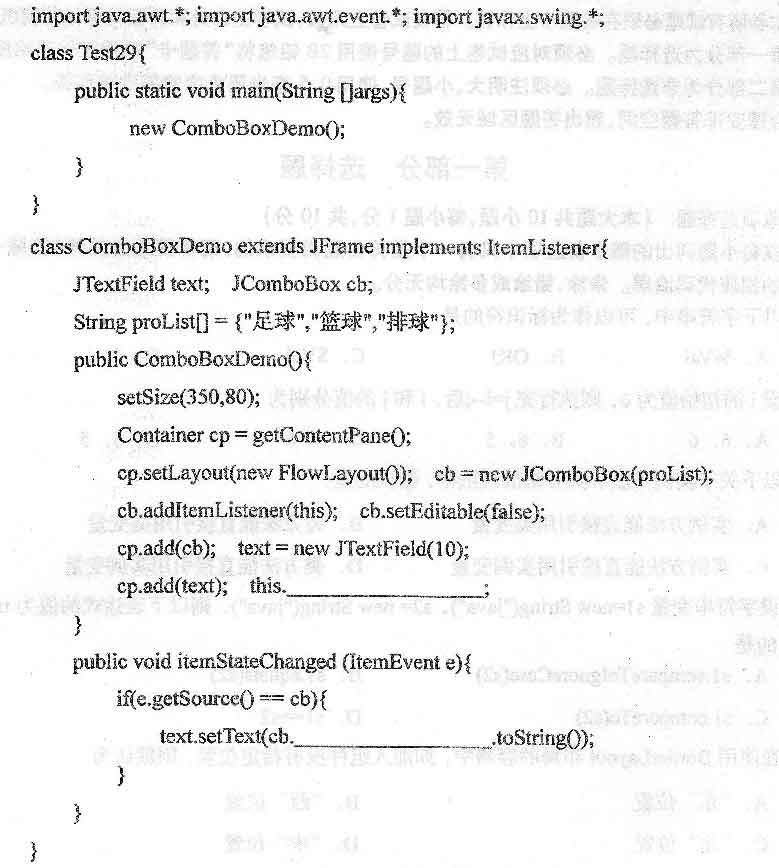 import java.awt.*; import java.awt.event.*; import javax.swing.*;
class Test29{
public static void main(String []args){
new ComboBoxDemo();
}
}
class ComboBoxDemo extends JFrame implements ItemListener{
JTextField text; JComboBox cb;
String proList[] = {"足球","篮球","排球"};
public ComboBoxDemo(){
setSize(350,80);
Container cp = getContentPane();
cp.setLayout(new FlowLayout()); cb = new JComboBox(proList);
cb.addItemListener(this); cb.setEditable(false);
cp.add(cb); text = new JTextField(10);
cp.add(text); this.____________________;
}
public void itemStateChanged (ItemEvent e){
if(e.getSource() == cb){
text.setText(cb.____________________.toString());
}
}
}